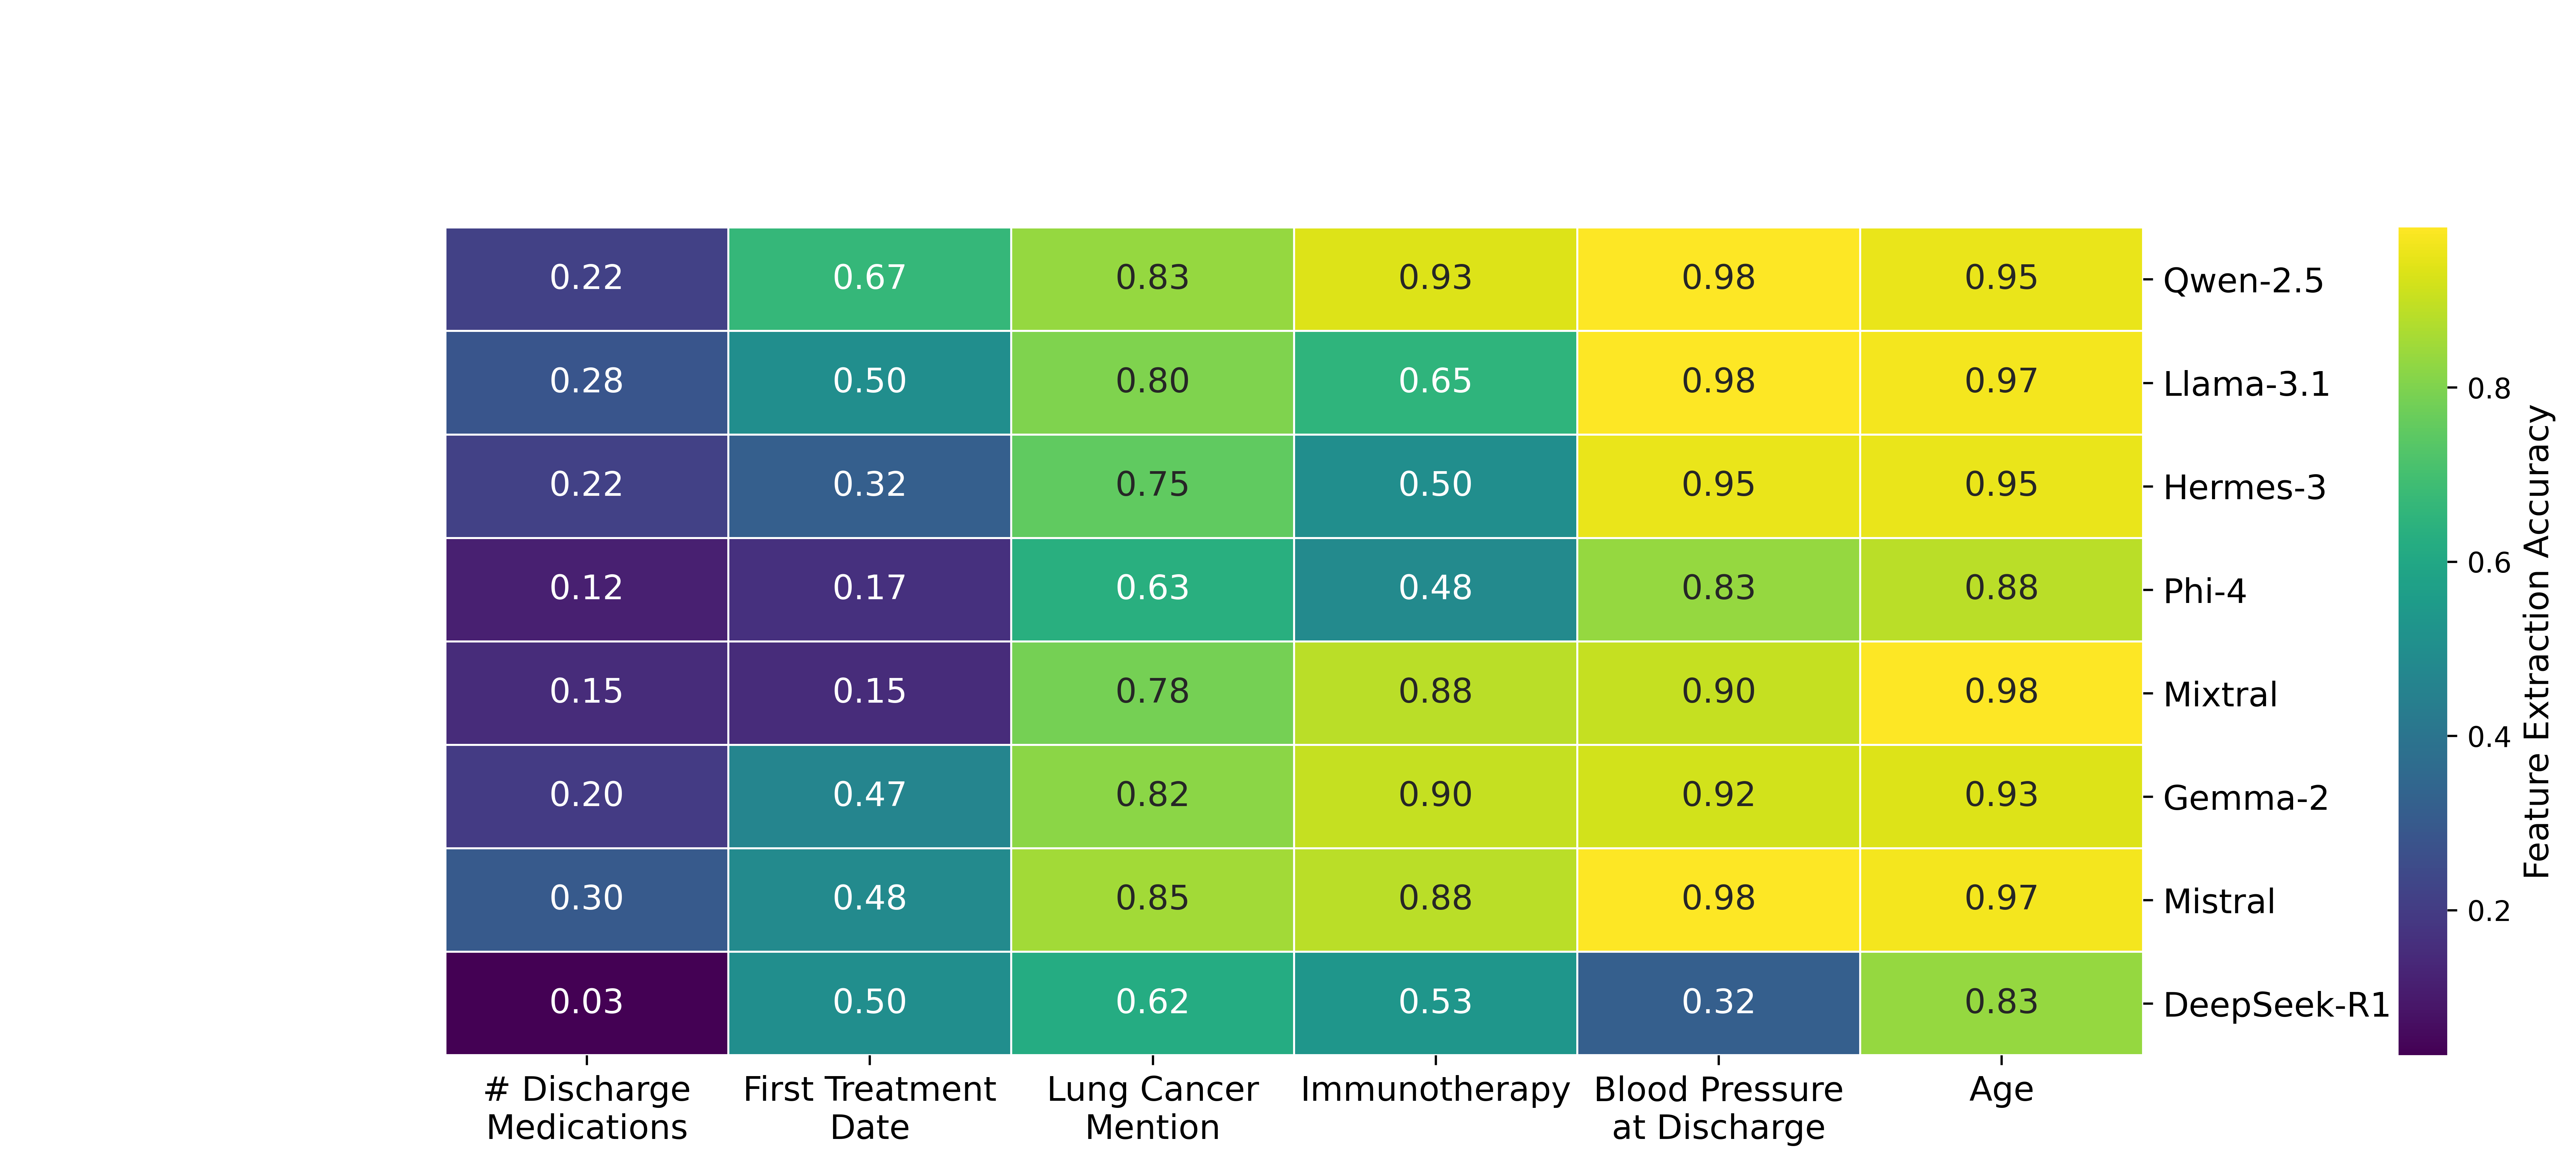 0.22 0.67 0.83 0.93 0.98 0.95 Qwen-2.5
0.28 0.50 0.80 0.65 0.98 0.97 Llama-3.1
0.22 0.32 0.75 0.50 0.95 0.95 Hermes-3
0.12 0.17 0.63 0.48 0.83 0.88 Phi-4
0.15 0.15 0.78 0.88 0.90 0.98 Mixtral
0.20 0.47 0.82 0.90 0.92 0.93 Gemma-2
0.30 0.48 0.85 0.88 0.98 0.97 Mistral
0.03 0.50 0.62 0.53 0.32 0.83 DeepSeek-R1
# Discharge
Medications
First Treatment
Date
Lung Cancer
Mention
Immunotherapy
Blood Pressure
at Discharge
Age
0.8
0.6
0.4
0.2
Feature Extraction Accuracy